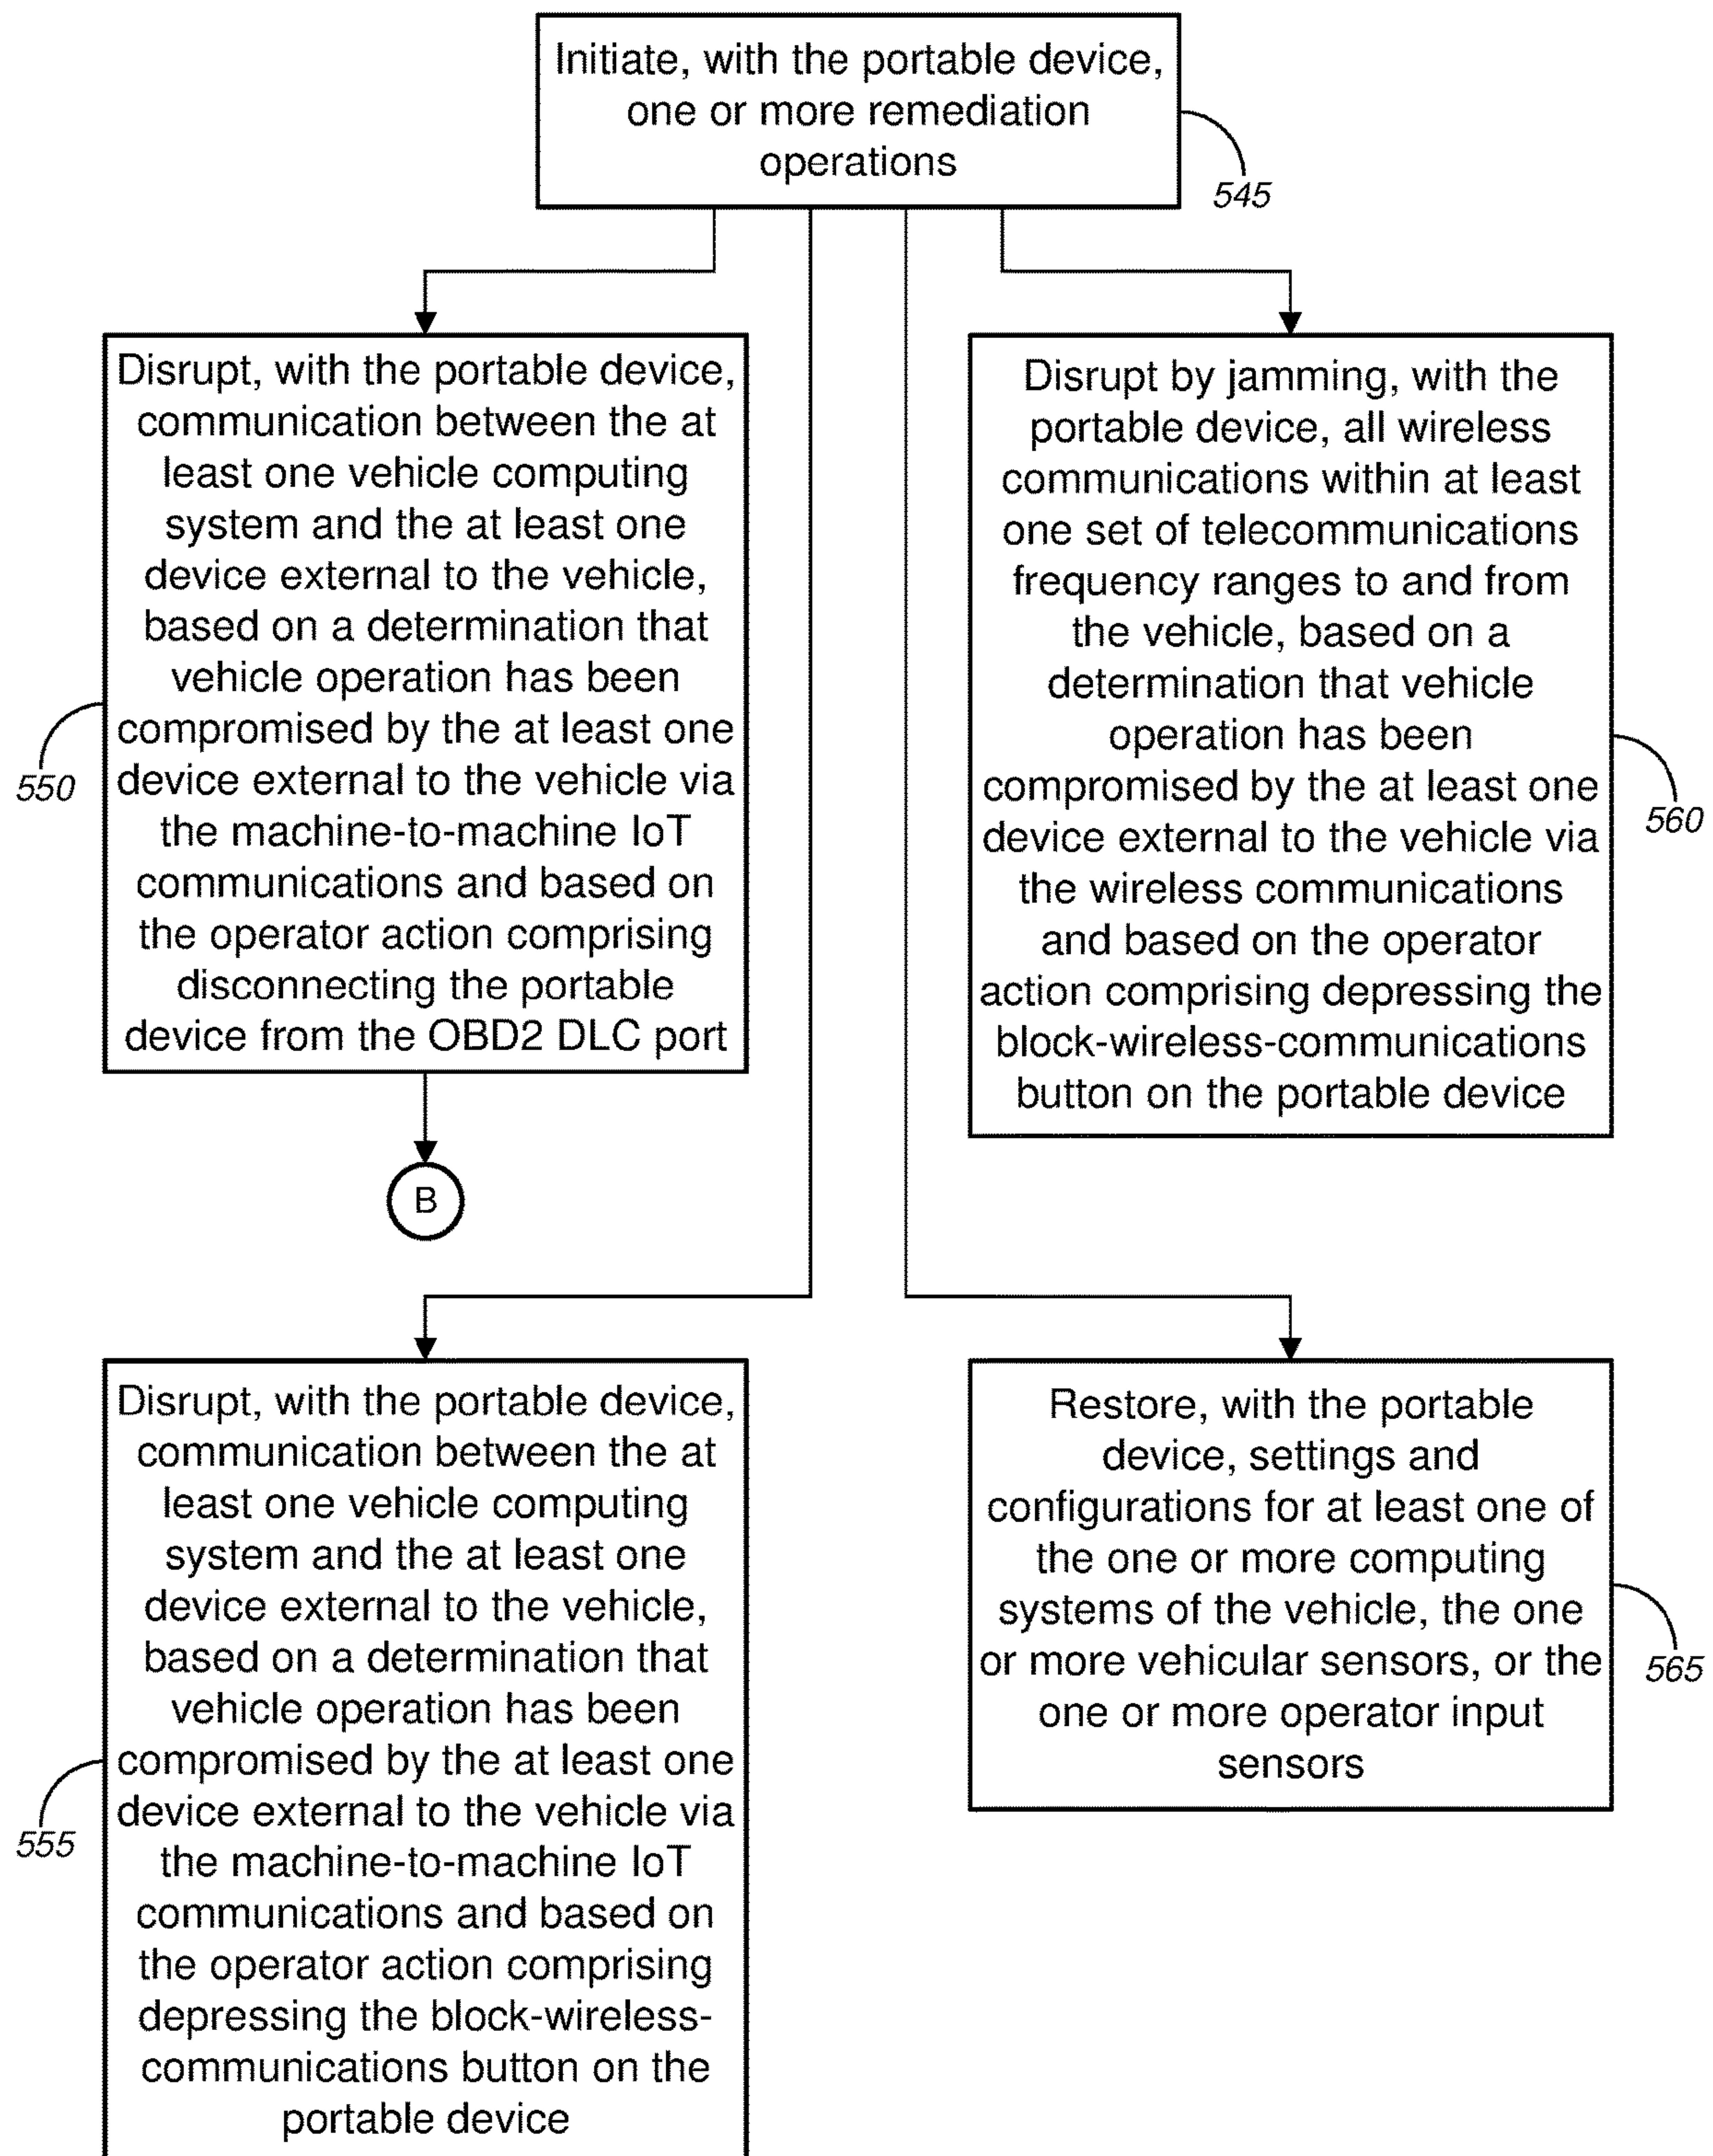 Initiate, with the portable device,
one or more remediation
operations
545
Disrupt, with the portable device,
communication between the at
least one vehicle computing
system and the at least one
device external to the vehicle,
based on a determination that
vehicle operation has been
compromised by the at least one
device external to the vehicle via
the machine-to-machine IoT
communications and based on
the operator action comprising
disconnecting the portable
device from the OBD2 DLC port
550
Disrupt by jamming, with the
portable device, all wireless
communications within at least
one set of telecommunications
frequency ranges to and from
the vehicle, based on a
determination that vehicle
operation has been
compromised by the at least one
device external to the vehicle via
the wireless communications
and based on the operator
action comprising depressing the
block-wireless-communications
button on the portable device
560
B
Disrupt, with the portable device,
communication between the at
least one vehicle computing
system and the at least one
device external to the vehicle,
based on a determination that
vehicle operation has been
compromised by the at least one
device external to the vehicle via
the machine-to-machine IoT
communications and based on
the operator action comprising
depressing the block-wireless-
communications button on the
portable device
555
Restore, with the portable
device, settings and
configurations for at least one of
the one or more computing
systems of the vehicle, the one
or more vehicular sensors, or the
one or more operator input
sensors
565